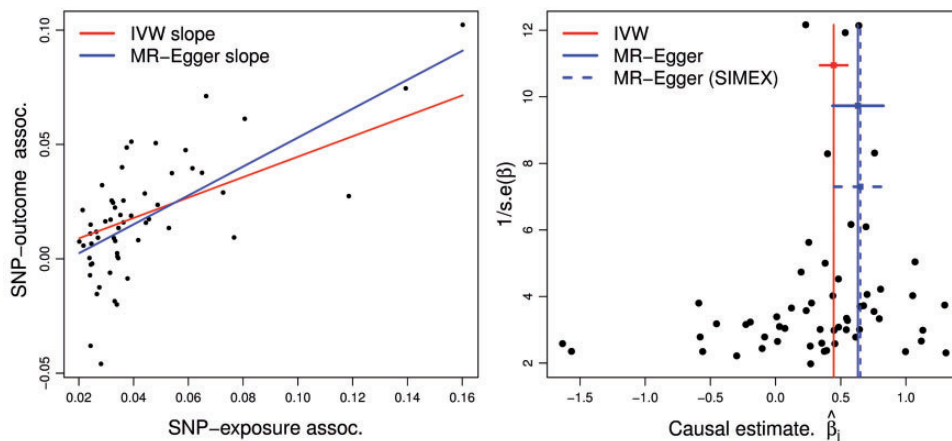 IVW slope
MR−Egger slope
SNP−outcome assoc.
0.10
0.05
0.00
−0.05
0.02 0.04 0.06 0.08 0.10 0.12 0.14 0.16
SNP−exposure assoc.
IVW
MR−Egger
MR−Egger (SIMEX)
1/s.e(β)
12
10
8
6
4
2
−1.5 −1.0 −0.5 0.0 0.5 1.0
Causal estimate. β̂i